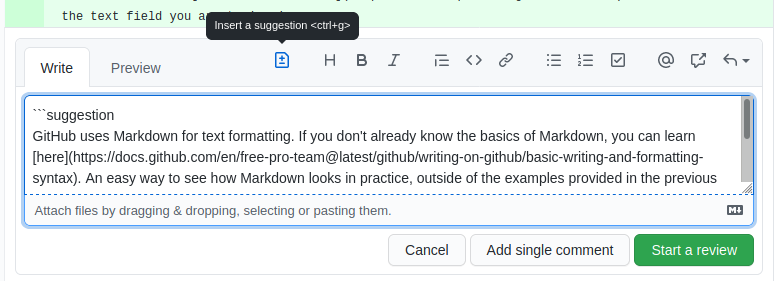 the text field you
Insert a suggestion <ctrl+g>
Write
Preview
H B I
```suggestion
GitHub uses Markdown for text formatting. If you don't already know the basics of Markdown, you can learn
[here](https://docs.github.com/en/free-pro-team@latest/github/writing-on-github/basic-writing-and-formatting-
syntax). An easy way to see how Markdown looks in practice, outside of the examples provided in the previous
Attach files by dragging & dropping, selecting or pasting them.
Cancel
Add single comment
Start a review